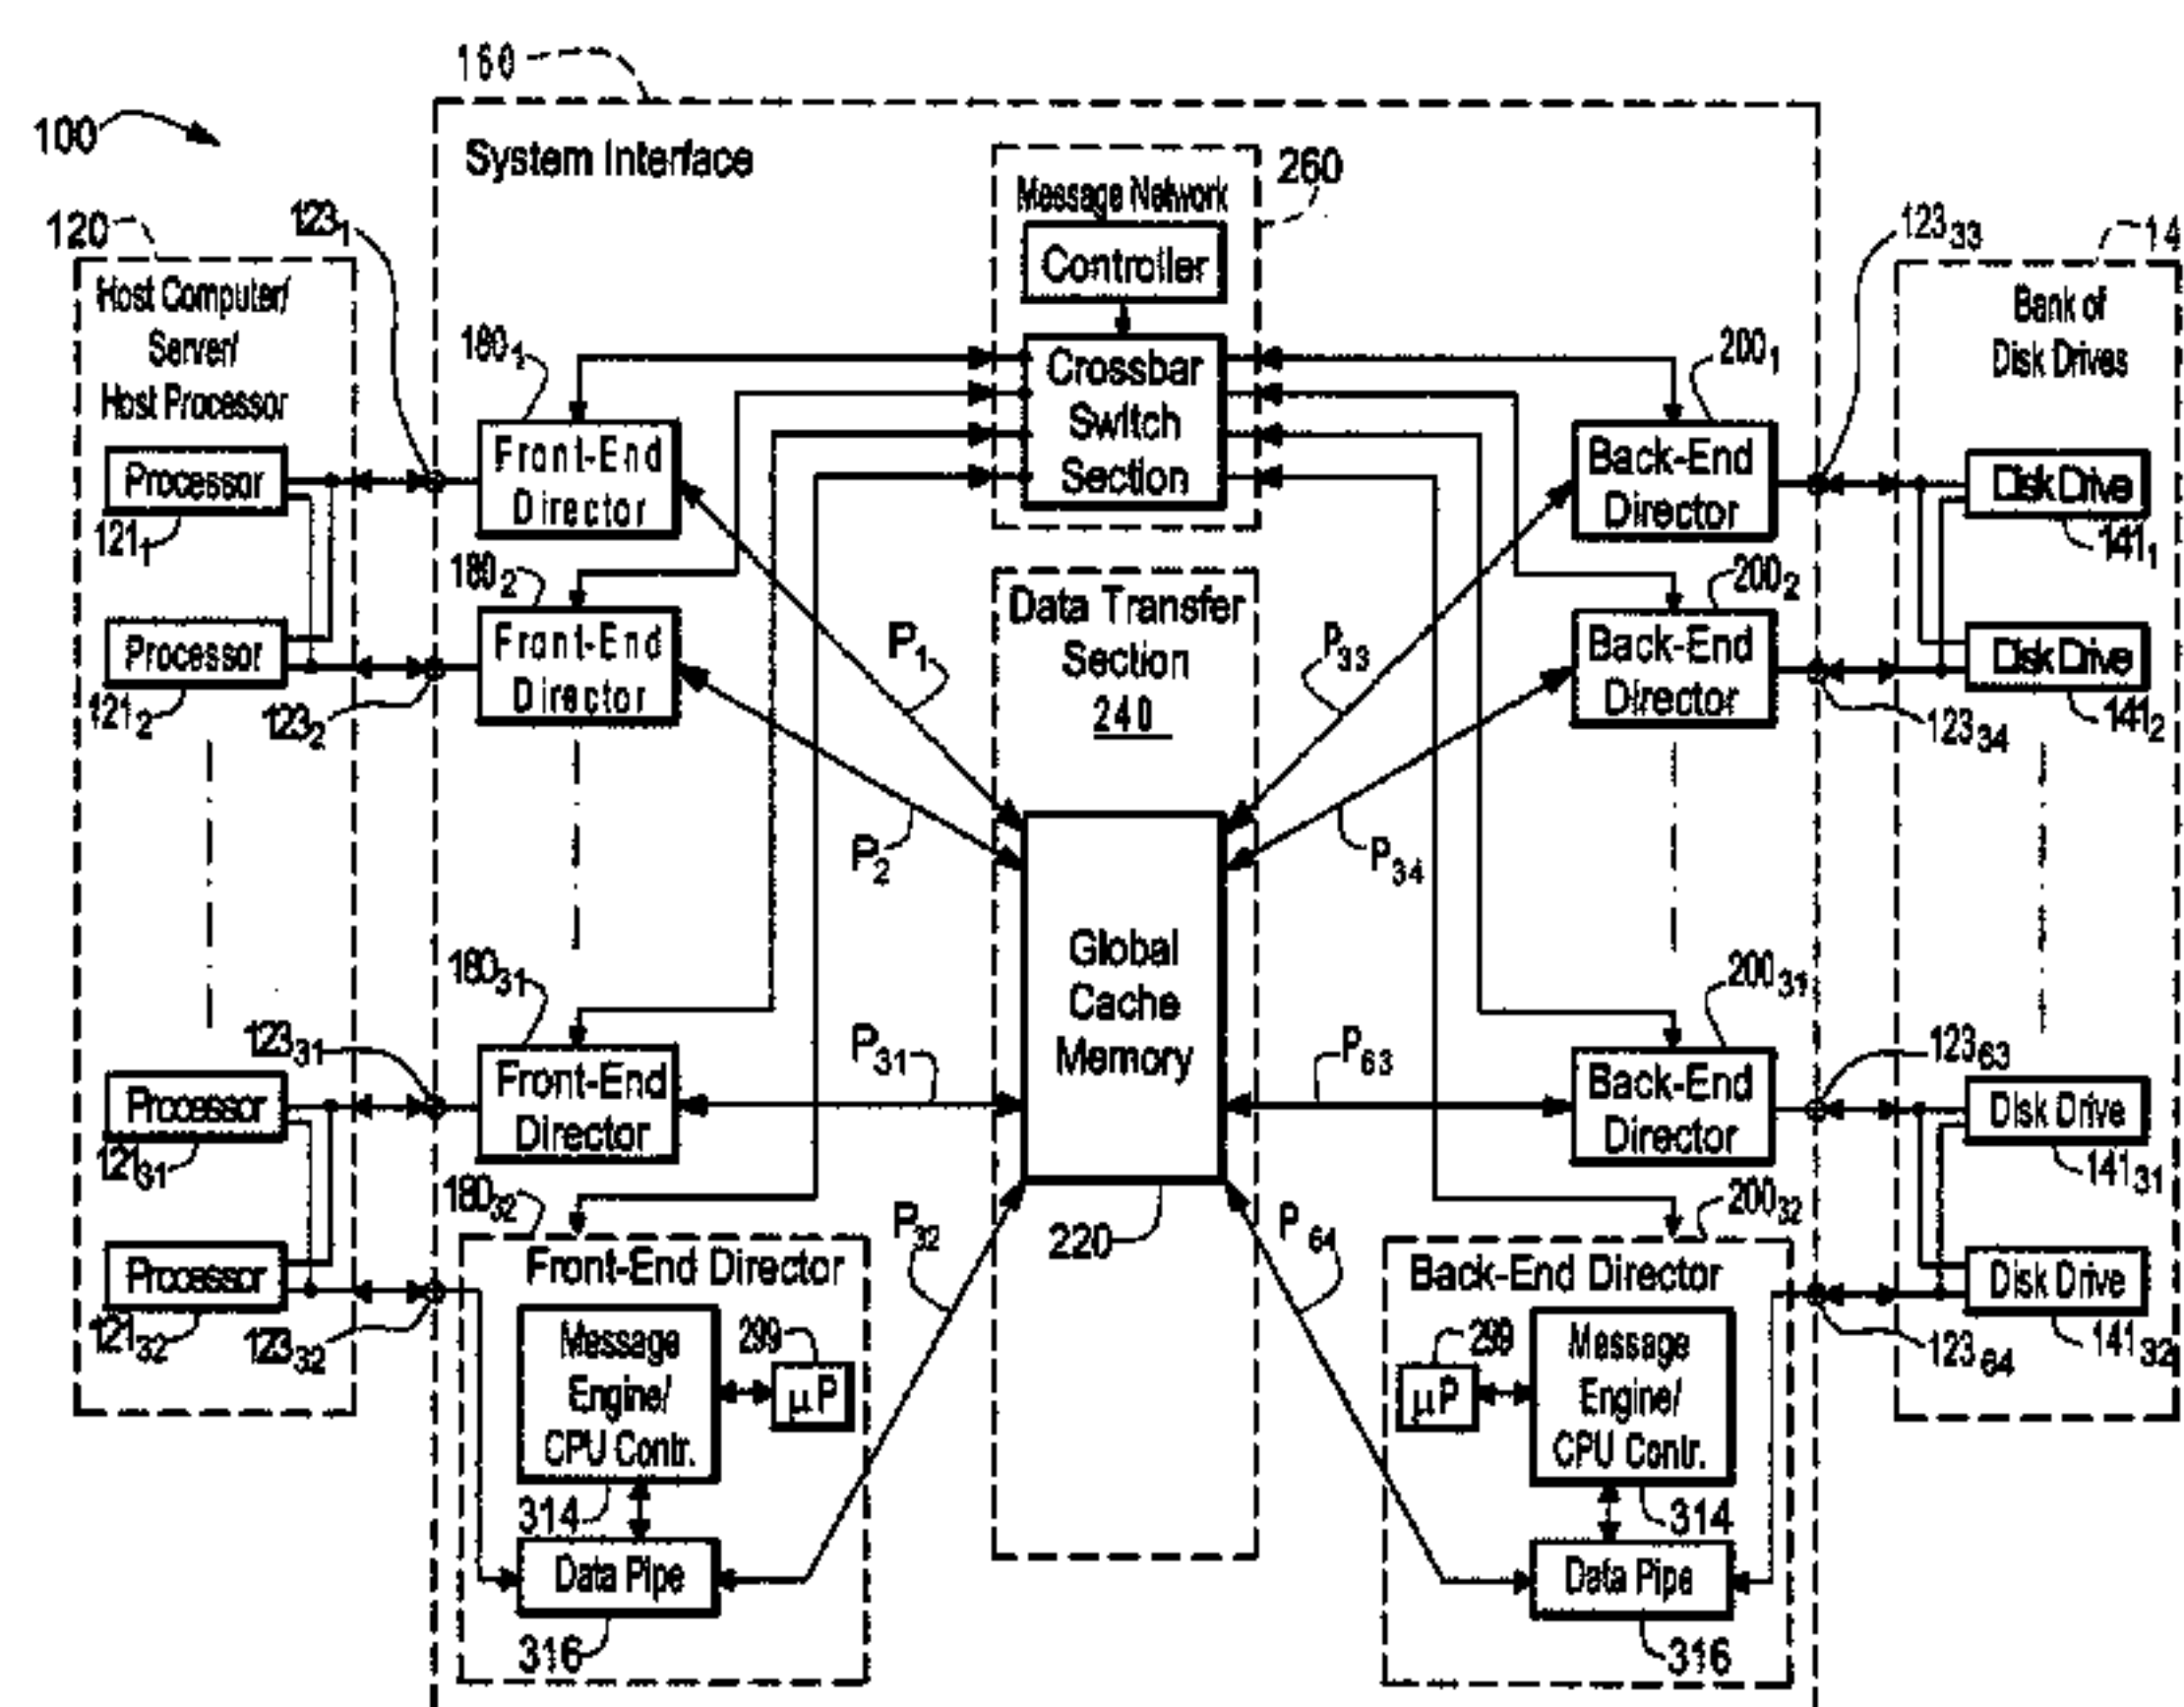 160
100
System Interface
260
Message Network
Controller
120
123₁
123₃₃
14
Host Computer/
Server/
Host Processor
Bank of
Disk Drives
180₁
Crossbar
Switch
Section
200₁
Processor
Front-End
Director
Back-End
Director
Disk Drive
121₁
141₁
180₂
200₂
Data Transfer
Section
240
Processor
Front-End
Director
P₁
P₃₃
Back-End
Director
Disk Drive
121₂
123₂
123₃₄
141₂
P₂
P₃₄
Global
Cache
Memory
180₃₁
200₃₁
123₃₁
P₃₁
P₆₃
123₆₃
Processor
Front-End
Director
Back-End
Director
Disk Drive
121₃₁
141₃₁
180₃₂
200₃₂
P₃₂
220
P₆₄
Processor
Front-End Director
Back-End Director
Disk Drive
121₃₂
123₃₂
123₆₄
141₃₂
Message
Engine/
CPU Contr.
299
µP
299
µP
Message
Engine/
CPU Contr.
314
314
Data Pipe
Data Pipe
316
316